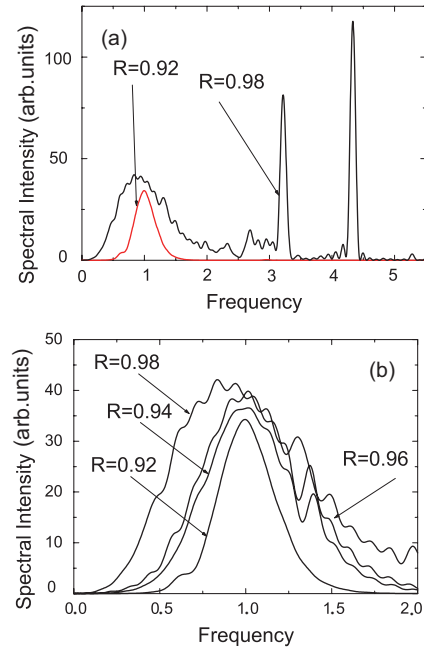 (a)
R=0.92
R=0.98
Spectral Intensity (arb.units)
100
50
0
0 1 2 3 4 5
Frequency
(b)
R=0.98
R=0.94
R=0.92
R=0.96
Spectral Intensity (arb.units)
50
40
30
20
10
0
0.0 0.5 1.0 1.5 2.0
Frequency